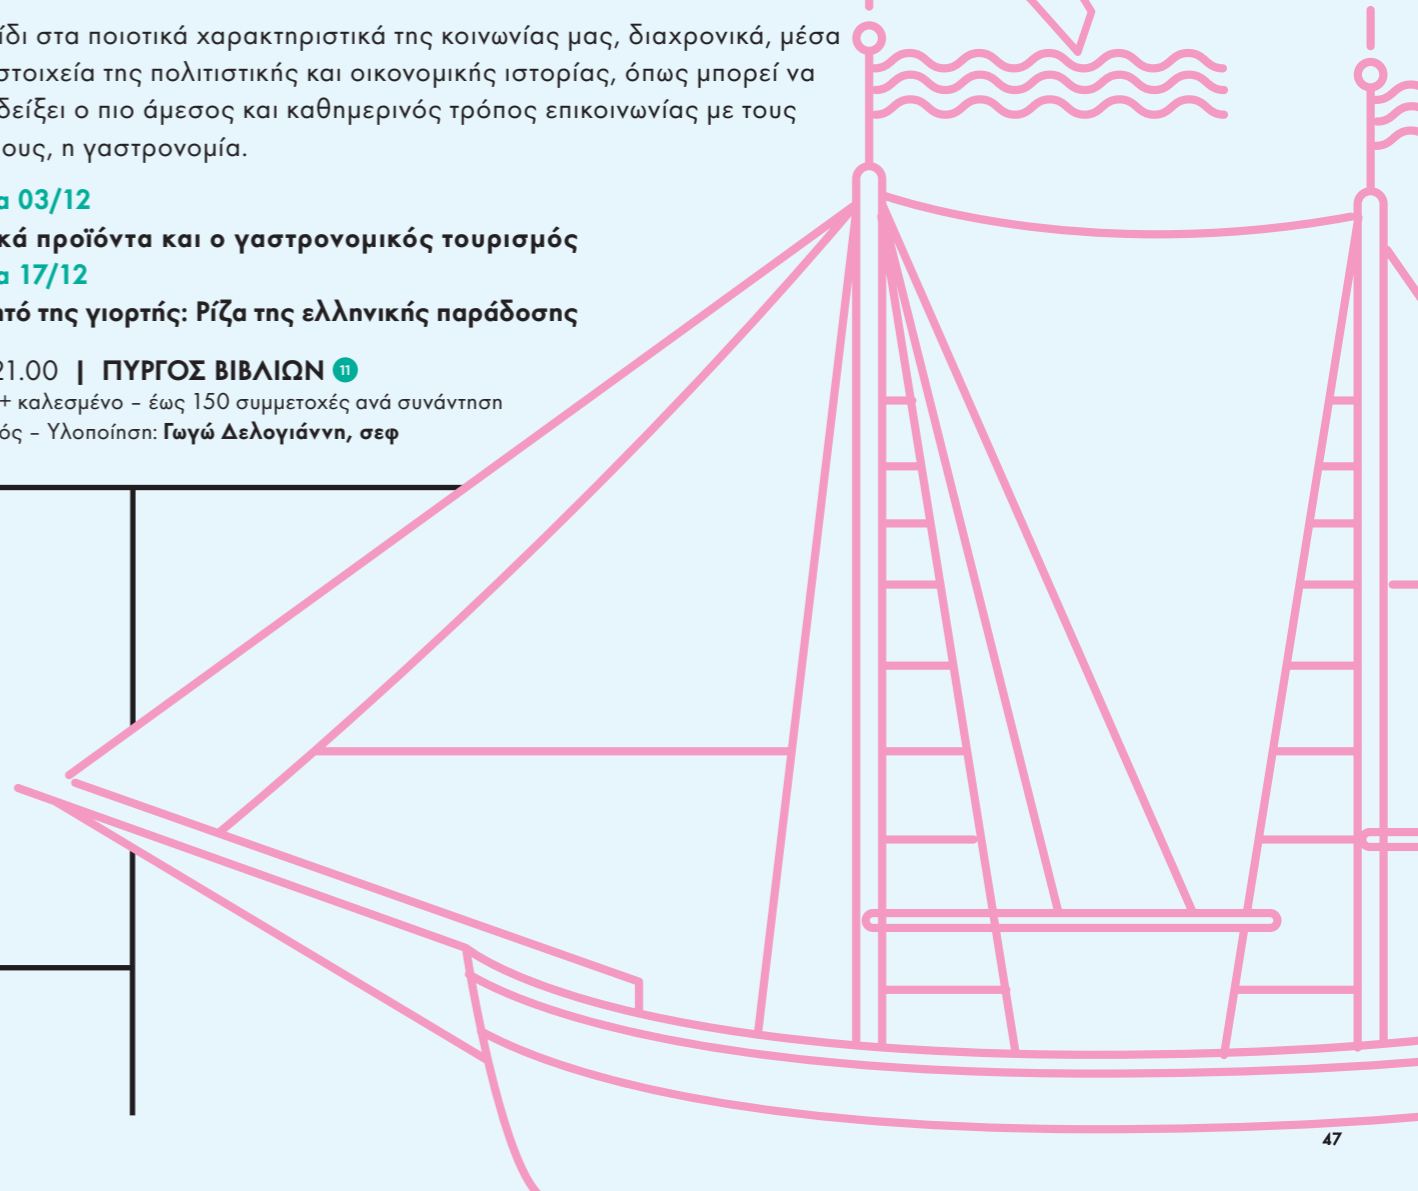 ίδι στα ποιοτικά χαρακτηριστικά της κοινωνίας μας, διαχρονικά, μέσα
στοιχεία της πολιτιστικής και οικονομικής ιστορίας, όπως μπορεί να
δείξει ο πιο άμεσος και καθημερινός τρόπος επικοινωνίας με τους
ους, η γαστρονομία.
α 03/12
κά προϊόντα και ο γαστρονομικός τουρισμός
α 17/12
ητό της γιορτής: Ρίζα της ελληνικής παράδοσης
21.00 | ΠΥΡΓΟΣ ΒΙΒΛΙΩΝ 11
+ καλεσμένο – έως 150 συμμετοχές ανά συνάντηση
ός – Υλοποίηση: Γωγώ Δελογιάννη, σεφ
47